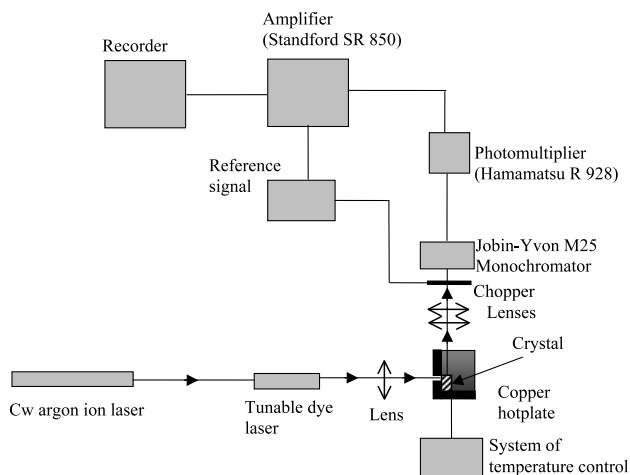 Amplifier
(Standford SR 850)
Recorder
Reference
signal
Photomultiplier
(Hamamatsu R 928)
Jobin-Yvon M25
Monochromator
Chopper
Lenses
Crystal
Cw argon ion laser
Tunable dye
laser
Lens
Copper
hotplate
System of
temperature control